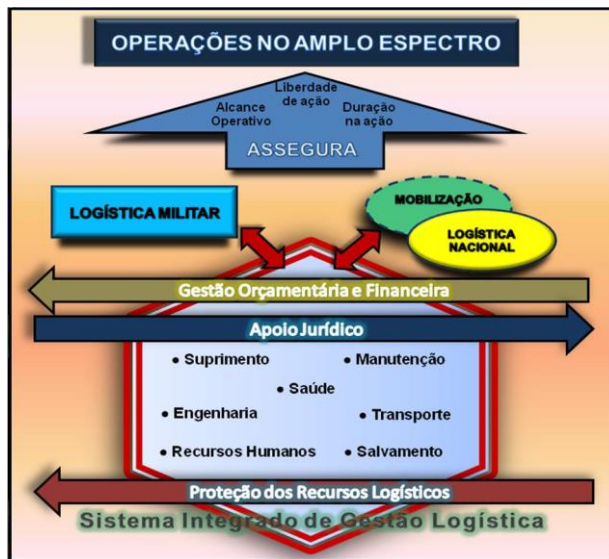 OPERAÇÕES NO AMPLO ESPECTRO
Liberdade
de ação
Alcance
Operativo
Duração
na ação
ASSEGURA
LOGÍSTICA MILITAR
MOBILIZAÇÃO
LOGÍSTICA
NACIONAL
Gestão Orçamentária e Financeira
Apoio Jurídico
• Suprimento
• Manutenção
• Saúde
• Engenharia
• Transporte
• Recursos Humanos
• Salvamento
Proteção dos Recursos Logísticos
Sistema Integrado de Gestão Logística